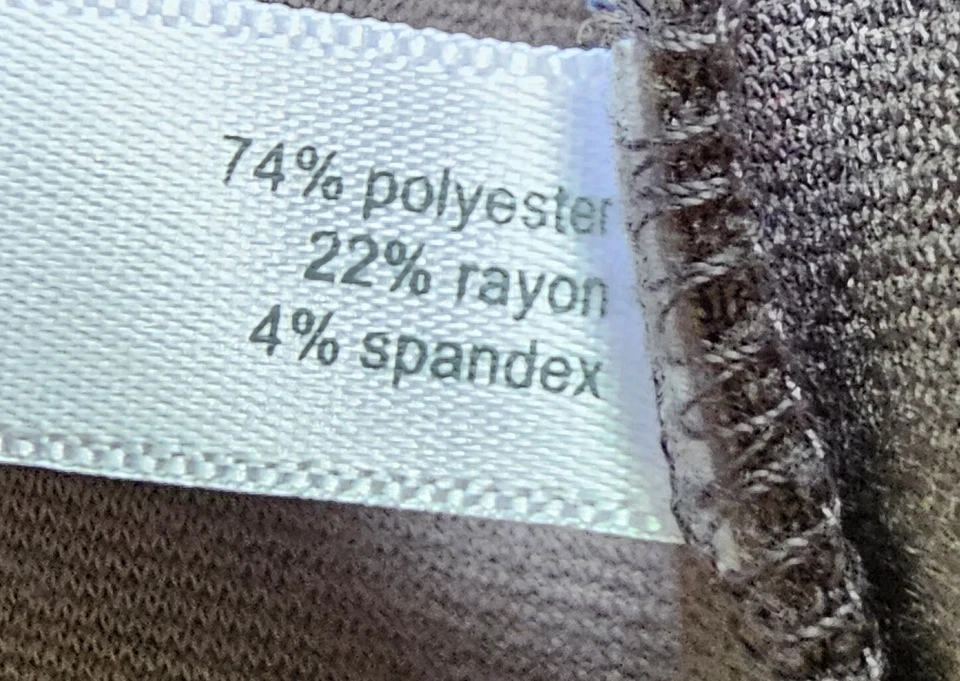 74% polyester
22% rayon
4% spandex